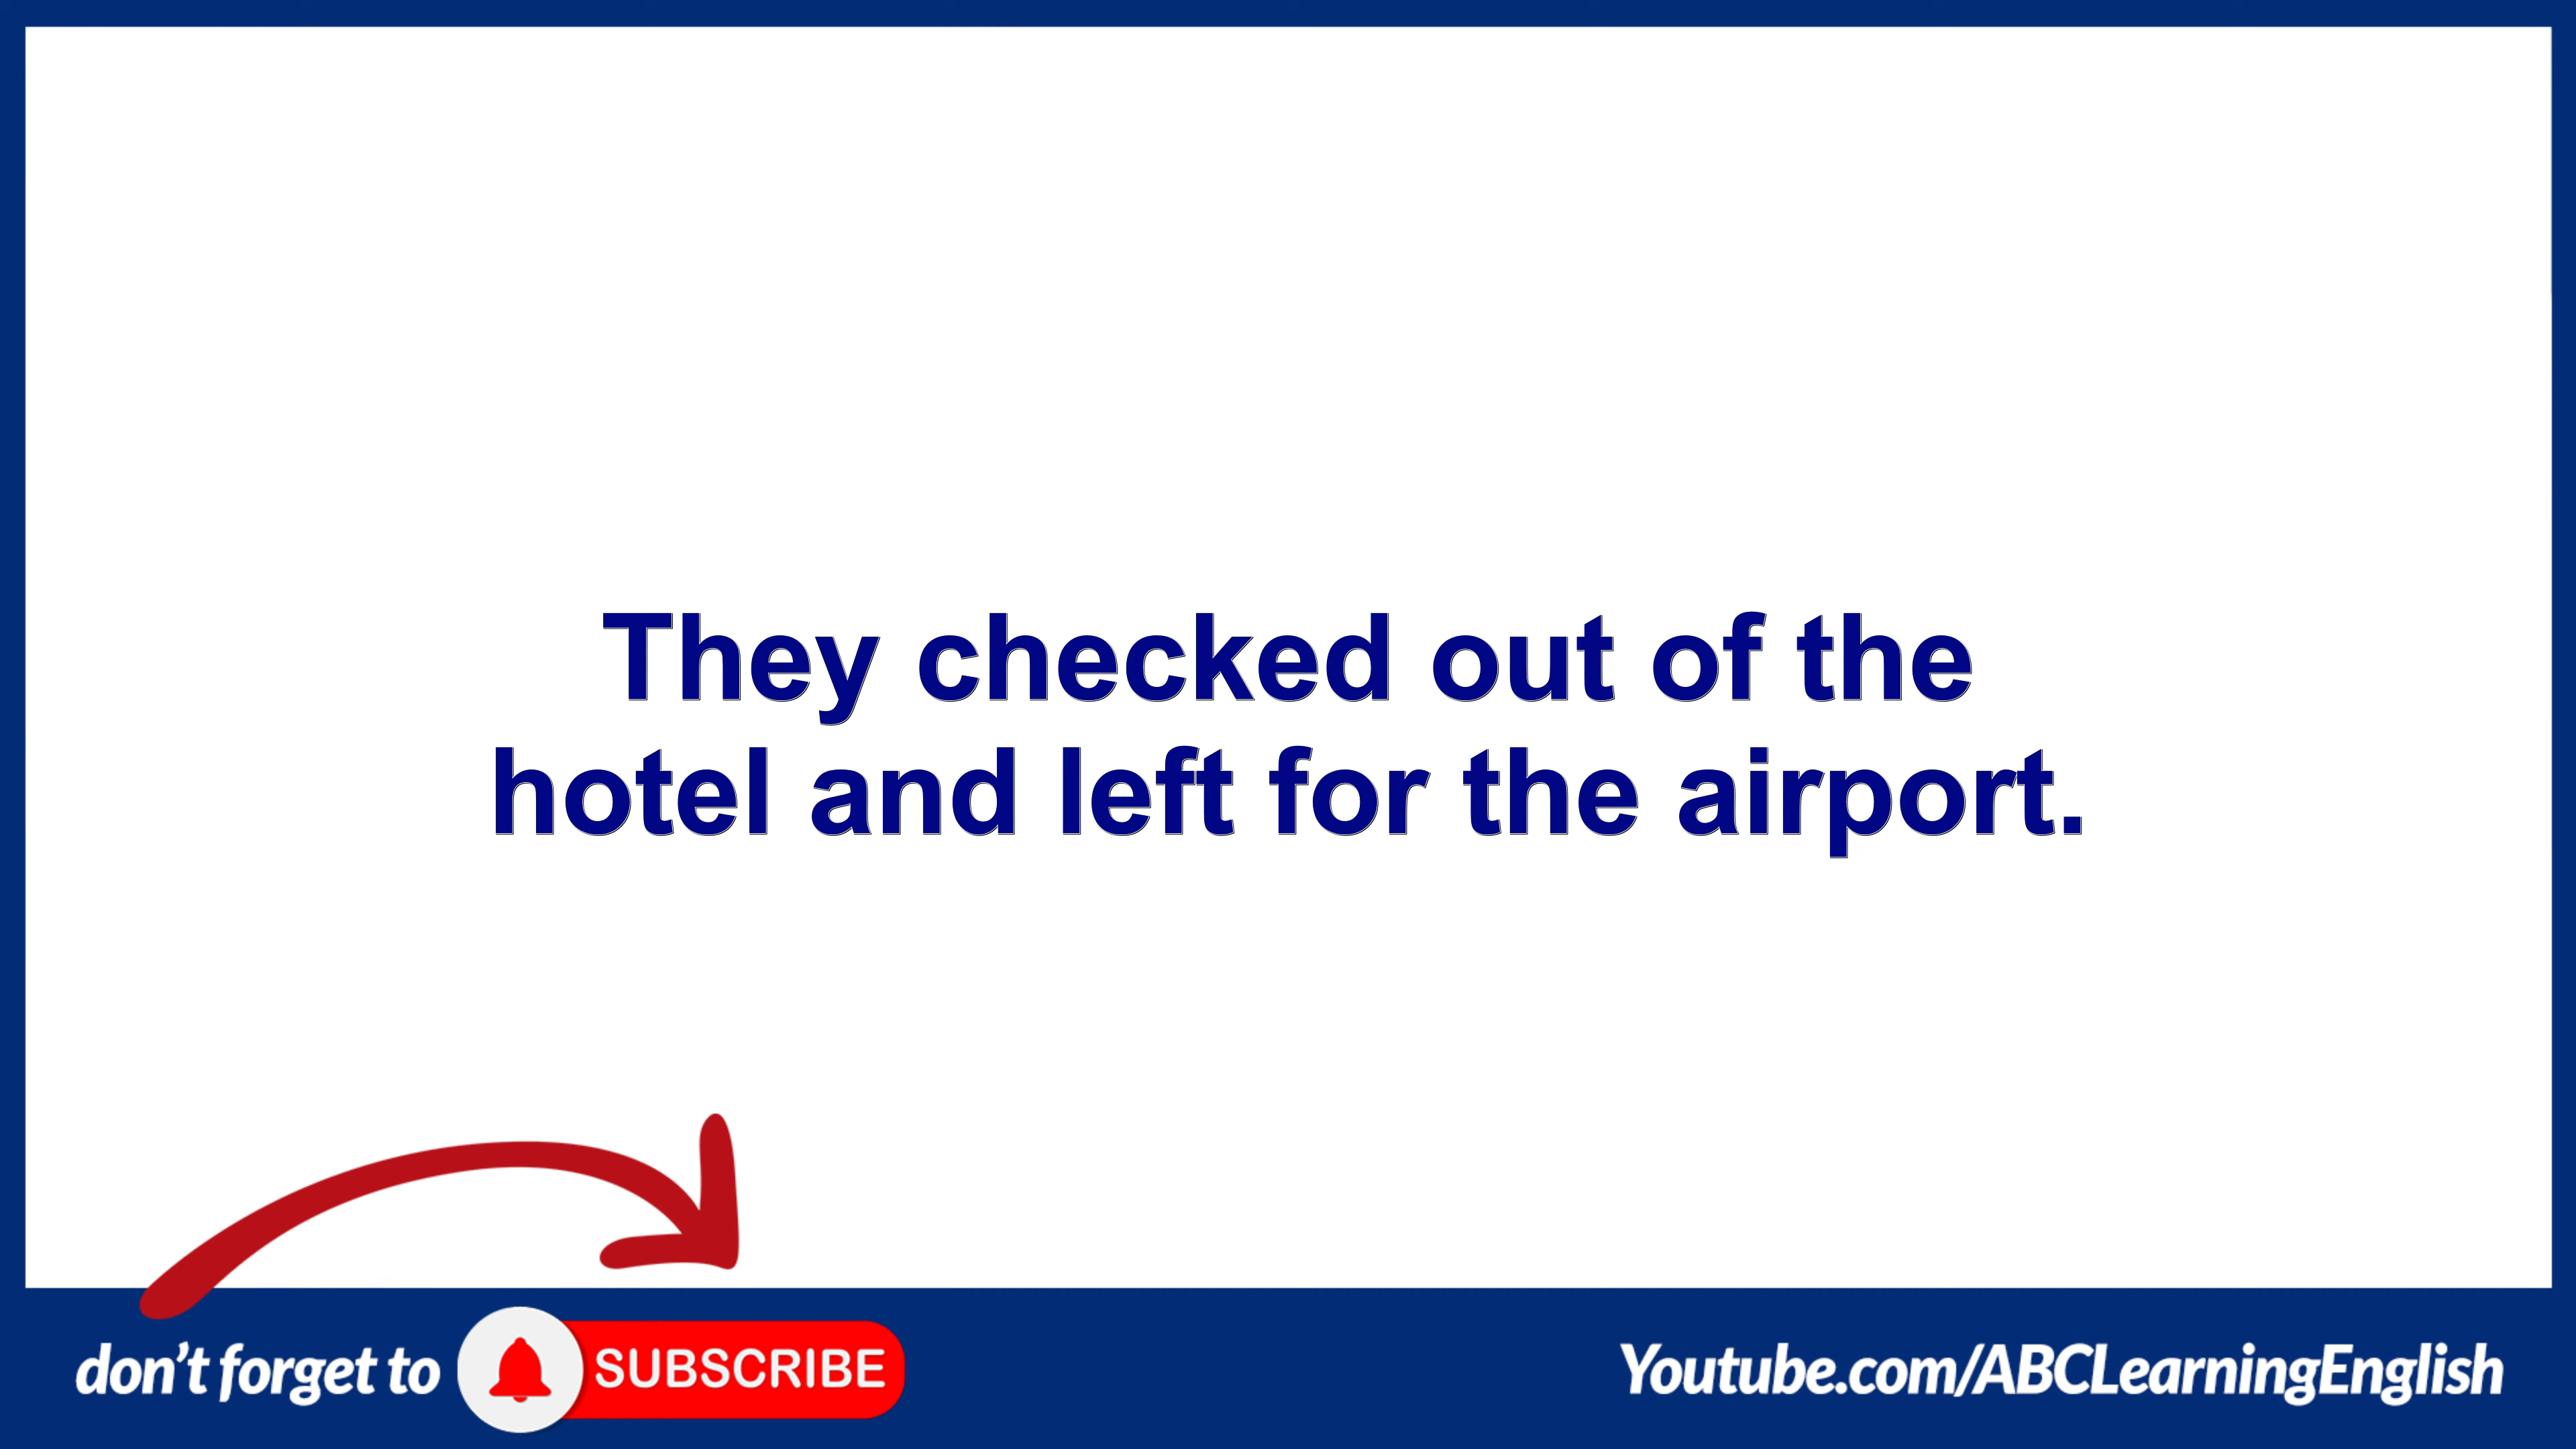 They checked out of the
hotel and left for the airport.
don't forget to SUBSCRIBE
Youtube.com/ABCLearningEnglish